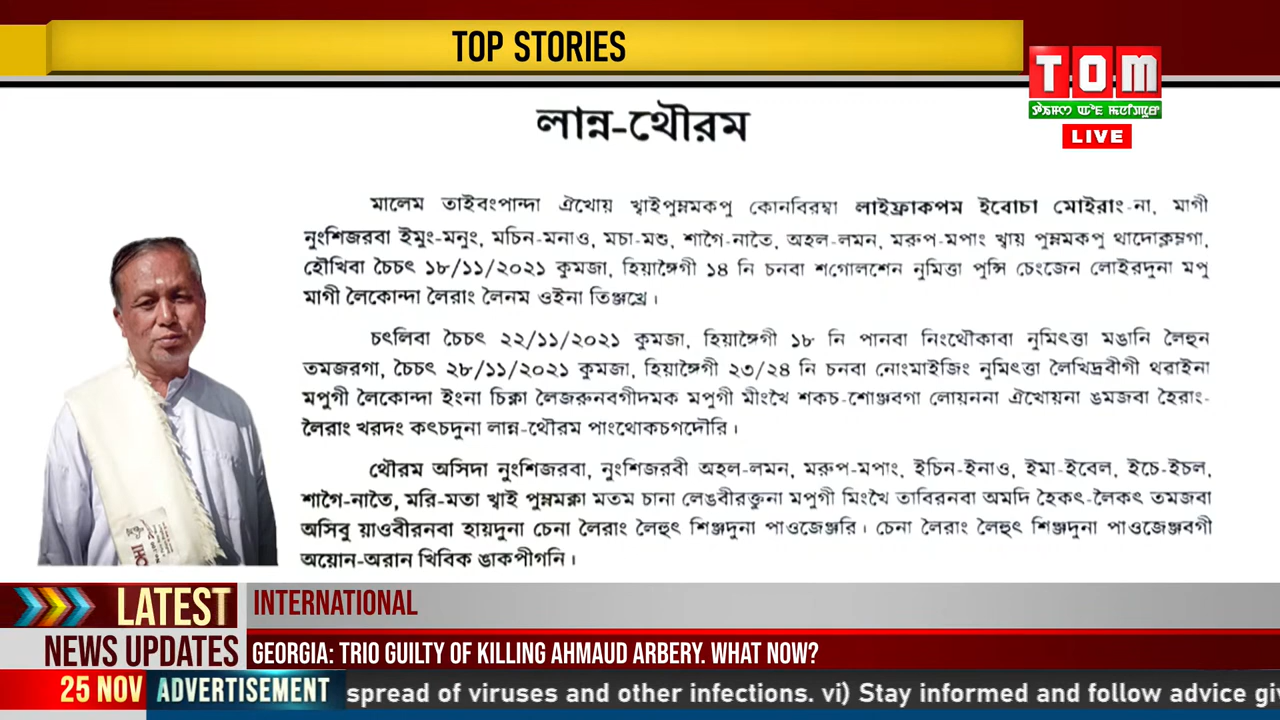 TOP STORIES
TOM
LIVE
লান্ন-থৌরম
মালেম তাইবংপান্দা ঐখোয় খ্বাইপুম্নমকপু কোনবিরম্বা লাইফ্রাকপম ইবোচা মোইরাং-না, মাগী
নুংশিজরবা ইমুং-মনুং, মচিন-মনাও, মচা-মশু, শাগৈ-নাতৈ, অহল-লমন, মরুপ-মপাং খ্বায় পুম্নমকপু থাদোক্লম্লগা,
হৌখিবা চৈচৎ ১৮/১১/২০২১ কুমজা, হিয়াঙ্গৈগী ১৪ নি চনবা শগোলশেন নুমিত্তা পুন্সি চেংজেন লোইরদুনা মপু
মাগী লৈকোন্দা লৈরাং লৈনম ওইনা তিঞ্জখ্রে।
চৎলিবা চৈচৎ ২২/১১/২০২১ কুমজা, হিয়াঙ্গৈগী ১৮ নি পানবা নিংথৌকাবা নুমিৎত্তা মঙানি লৈহুন
তমজরগা, চৈচৎ ২৮/১১/২০২১ কুমজা, হিয়াঙ্গৈগী ২৩/২৪ নি চনবা নোংমাইজিং নুমিৎত্তা লৈখিদ্রবীগী থৱাইনা
মপুগী লৈকোন্দা ইংনা চিক্না লৈজরুনবগীদমক মপুগী মীংখৈ শকচ-শোঞ্জবগা লোয়ননা ঐখোয়না ঙমজবা হৈরাং-
লৈরাং খরদং কৎচদুনা লান্ন-থৌরম পাংথোকচগদৌরি।
থৌরম অসিদা নুংশিজরবা, নুংশিজরবী অহল-লমন, মরুপ-মপাং, ইচিন-ইনাও, ইমা-ইবেল, ইচে-ইচল,
শাগৈ-নাতৈ, মরি-মতা খ্বাই পুম্নমক্না মতম চানা লেঙবীরক্তুনা মপুগী মিংখৈ তাবিরনবা অমদি হৈকৎ-লৈকৎ তমজবা
অসিবু য়াওবীরনবা হায়দুনা চেনা লৈরাং লৈহুৎ শিঞ্জদুনা পাওজেঞ্জরি। চেনা লৈরাং লৈহুৎ শিঞ্জদুনা পাওজেঞ্জবগী
অয়োন-অরান খিবিক ঙাকপীগনি।
LATEST
NEWS UPDATES
INTERNATIONAL
GEORGIA: TRIO GUILTY OF KILLING AHMAUD ARBERY. WHAT NOW?
25 NOV ADVERTISEMENT spread of viruses and other infections. vi) Stay informed and follow advice giv